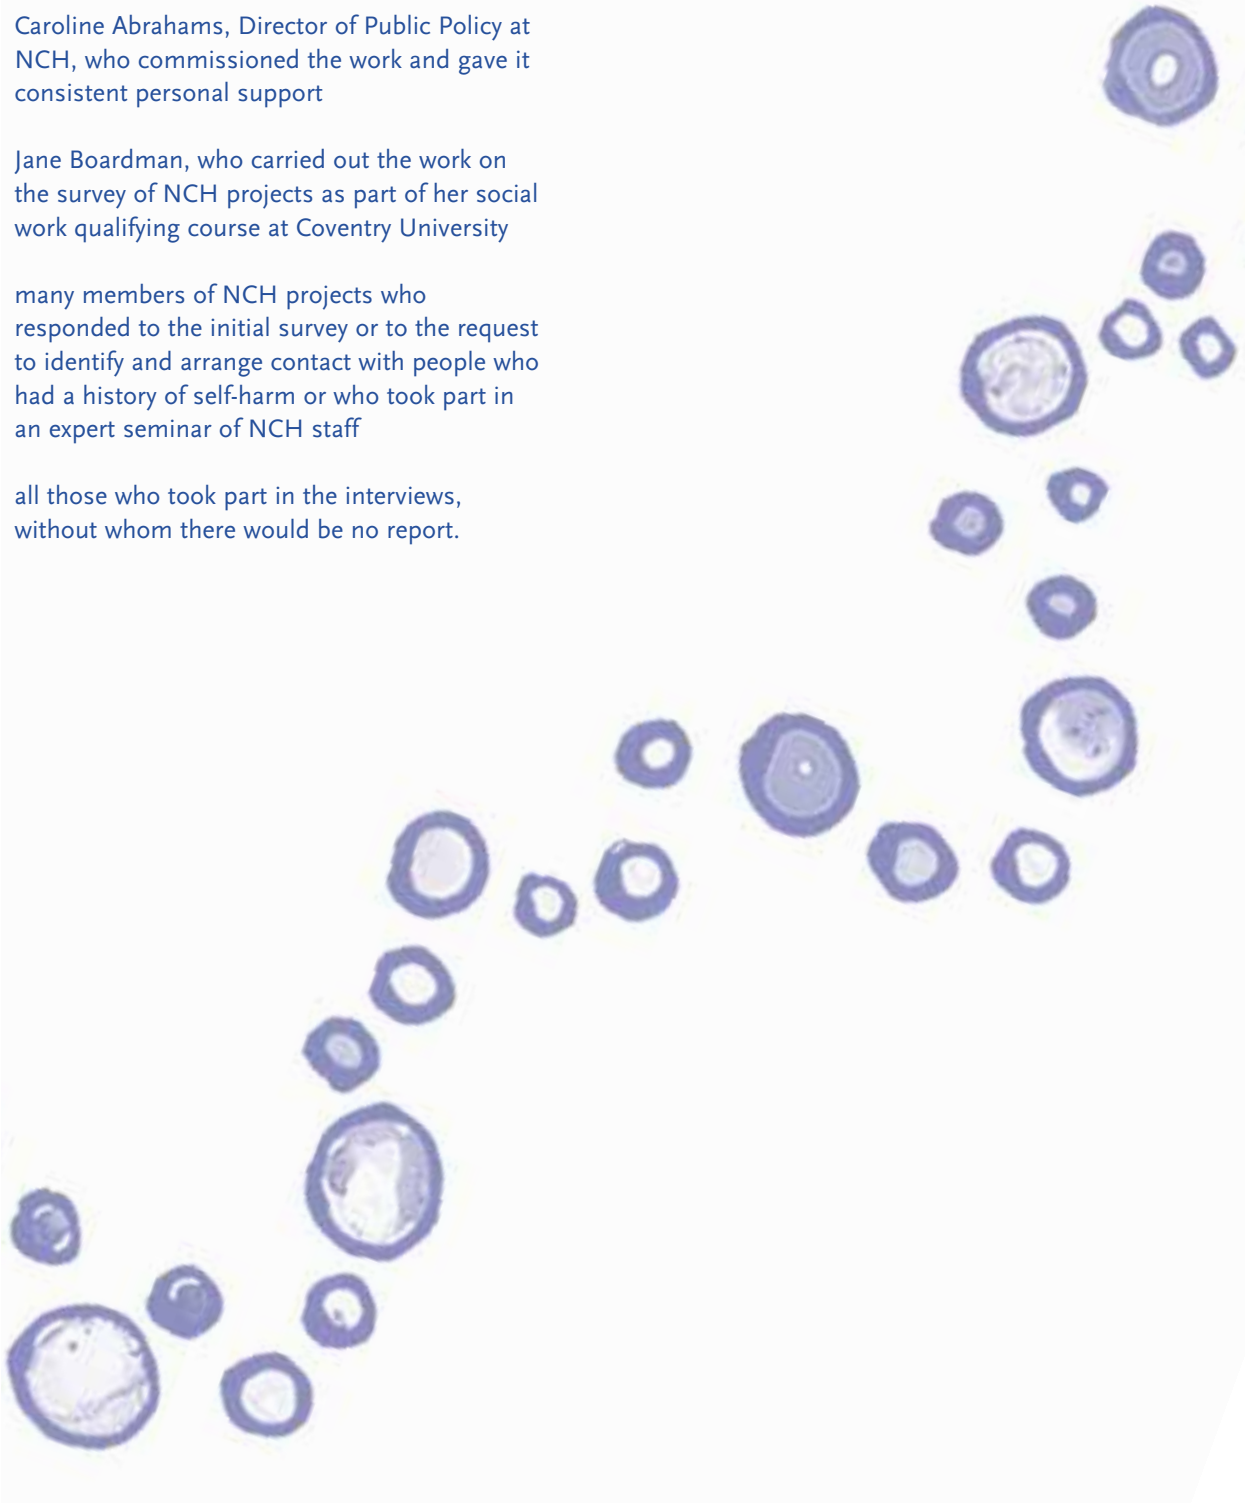 Caroline Abrahams, Director of Public Policy at
NCH, who commissioned the work and gave it
consistent personal support
Jane Boardman, who carried out the work on
the survey of NCH projects as part of her social
work qualifying course at Coventry University
many members of NCH projects who
responded to the initial survey or to the request
to identify and arrange contact with people who
had a history of self-harm or who took part in
an expert seminar of NCH staff
all those who took part in the interviews,
without whom there would be no report.